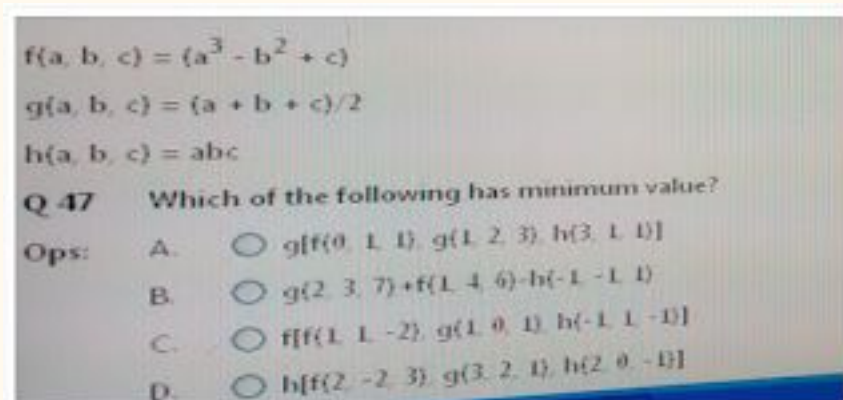 f(a, b, c) = (a³ - b² + c)
g(a, b, c) = (a + b + c)/2
h(a, b, c) = abc
Q 47 Which of the following has minimum value?
Ops: A. g[f(0, 1, 1), g(1, 2, 3), h(3, 1, 1)]
B. g(2, 3, 7)+f(1, 4, 6)-h(-1, -1, 1)
C. f[f(1, 1, -2), g(1, 0, 1), h(-1, 1, -1)]
D. h[f(2, -2, 3), g(3, 2, 1), h(2, 0, -1)]